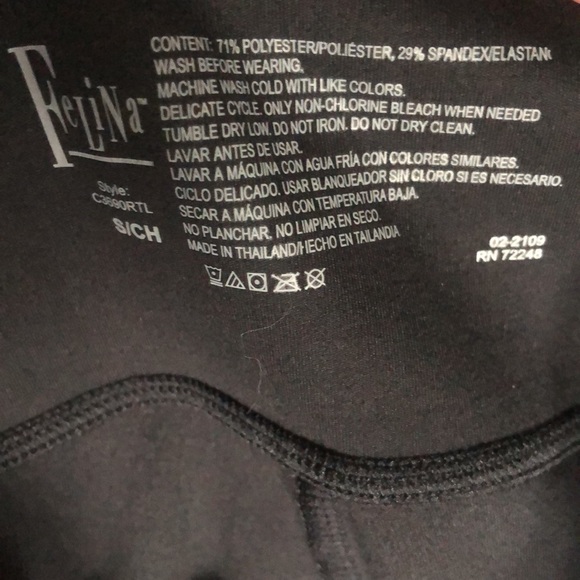 FeLiNa™
Style:
C3690RTL
S/CH
CONTENT: 71% POLYESTER/POLIÉSTER, 29% SPANDEX/ELASTAN
WASH BEFORE WEARING.
MACHINE WASH COLD WITH LIKE COLORS.
DELICATE CYCLE. ONLY NON-CHLORINE BLEACH WHEN NEEDED
TUMBLE DRY LOW. DO NOT IRON. DO NOT DRY CLEAN.
LAVAR ANTES DE USAR.
LAVAR A MÁQUINA CON AGUA FRÍA CON COLORES SIMILARES.
CICLO DELICADO. USAR BLANQUEADOR SIN CLORO SI ES NECESARIO.
SECAR A MÁQUINA CON TEMPERATURA BAJA.
NO PLANCHAR. NO LIMPIAR EN SECO.
MADE IN THAILAND/HECHO EN TAILANDIA
02-2109
RN 72248